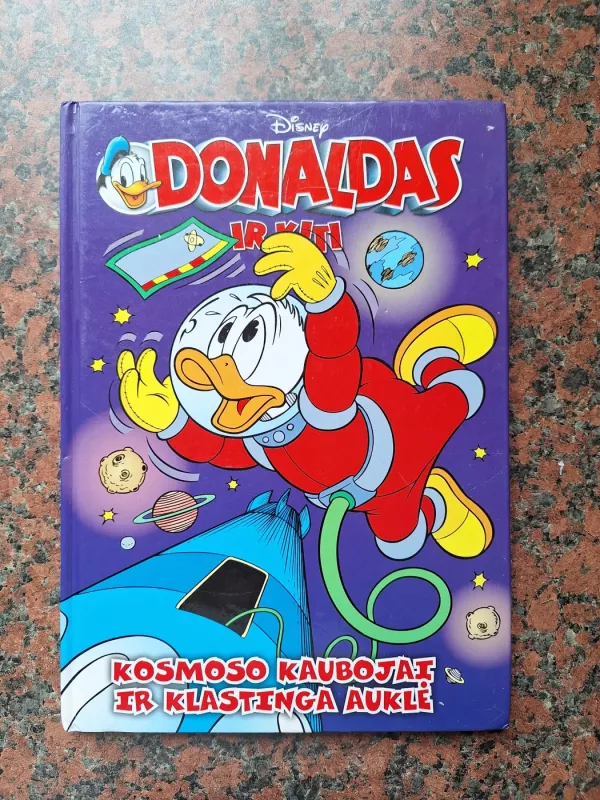 Disney
DONALDAS
IR KITI
KOSMOSO KAUBOJAI
IR KLASTINGA AUKLĖ